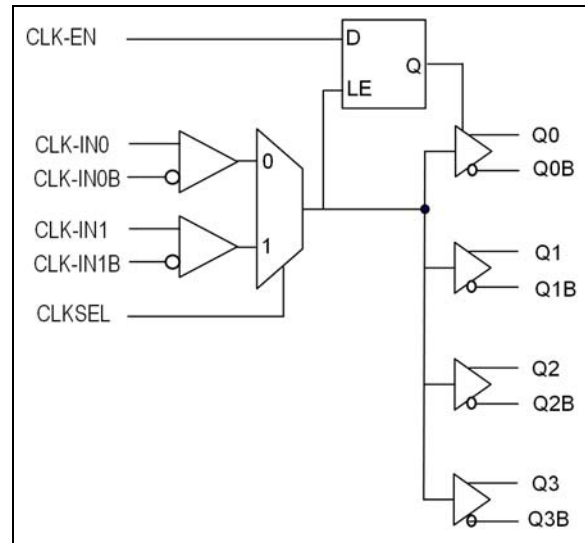 CLK-EN
D
Q
LE
CLK-IN0
CLK-IN0B
0
Q0
Q0B
CLK-IN1
CLK-IN1B
1
Q1
Q1B
CLKSEL
Q2
Q2B
Q3
Q3B